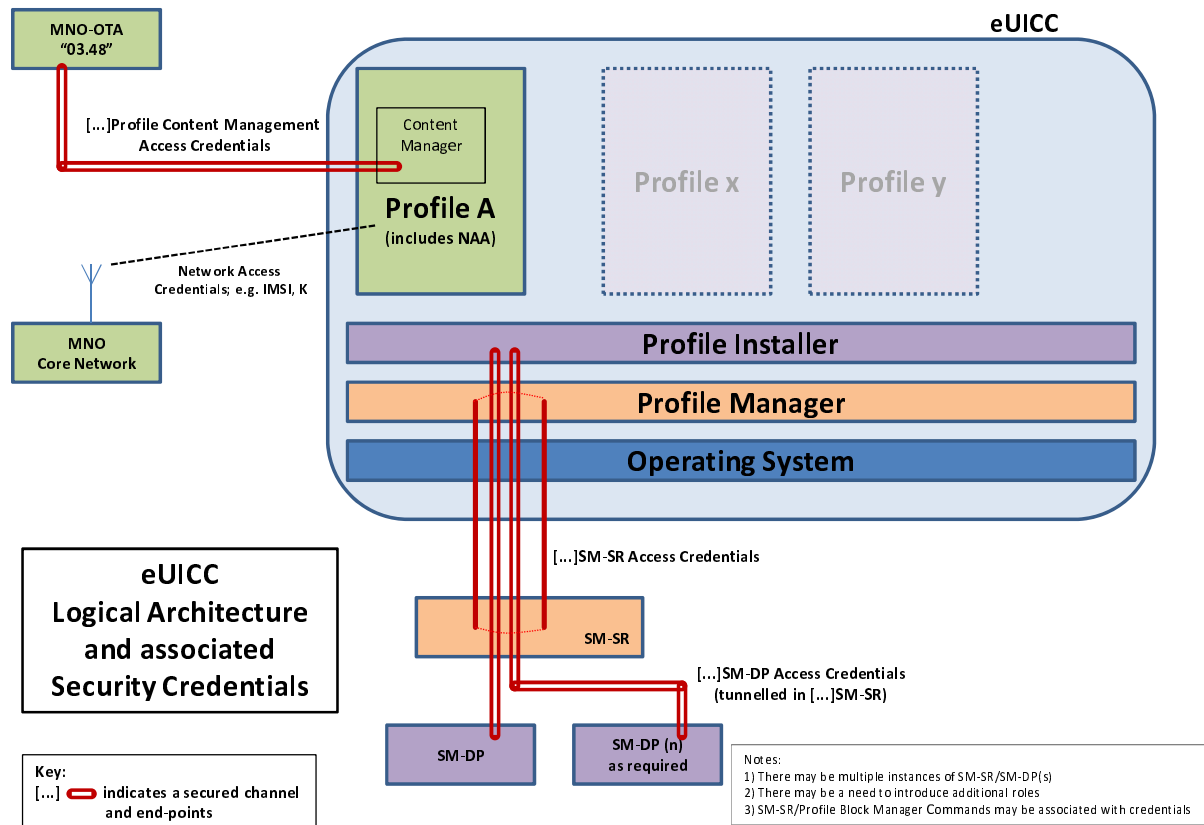 eUICC
MNO-OTA
“03.48”
[...]Profile Content Management
Access Credentials
Content
Manager
Profile A
(includes NAA)
Profile x
Profile y
Network Access
Credentials; e.g. IMSI, K
MNO
Core Network
Profile Installer
Profile Manager
Operating System
[...]SM-SR Access Credentials
eUICC
Logical Architecture
and associated
Security Credentials
SM-SR
[...]SM-DP Access Credentials
(tunnelled in [...]SM-SR)
SM-DP
SM-DP (n)
as required
Key:
[...] indicates a secured channel
and end-points
Notes:
1) There may be multiple instances of SM-SR/SM-DP(s)
2) There may be a need to introduce additional roles
3) SM-SR/Profile Block Manager Commands may be associated with credentials